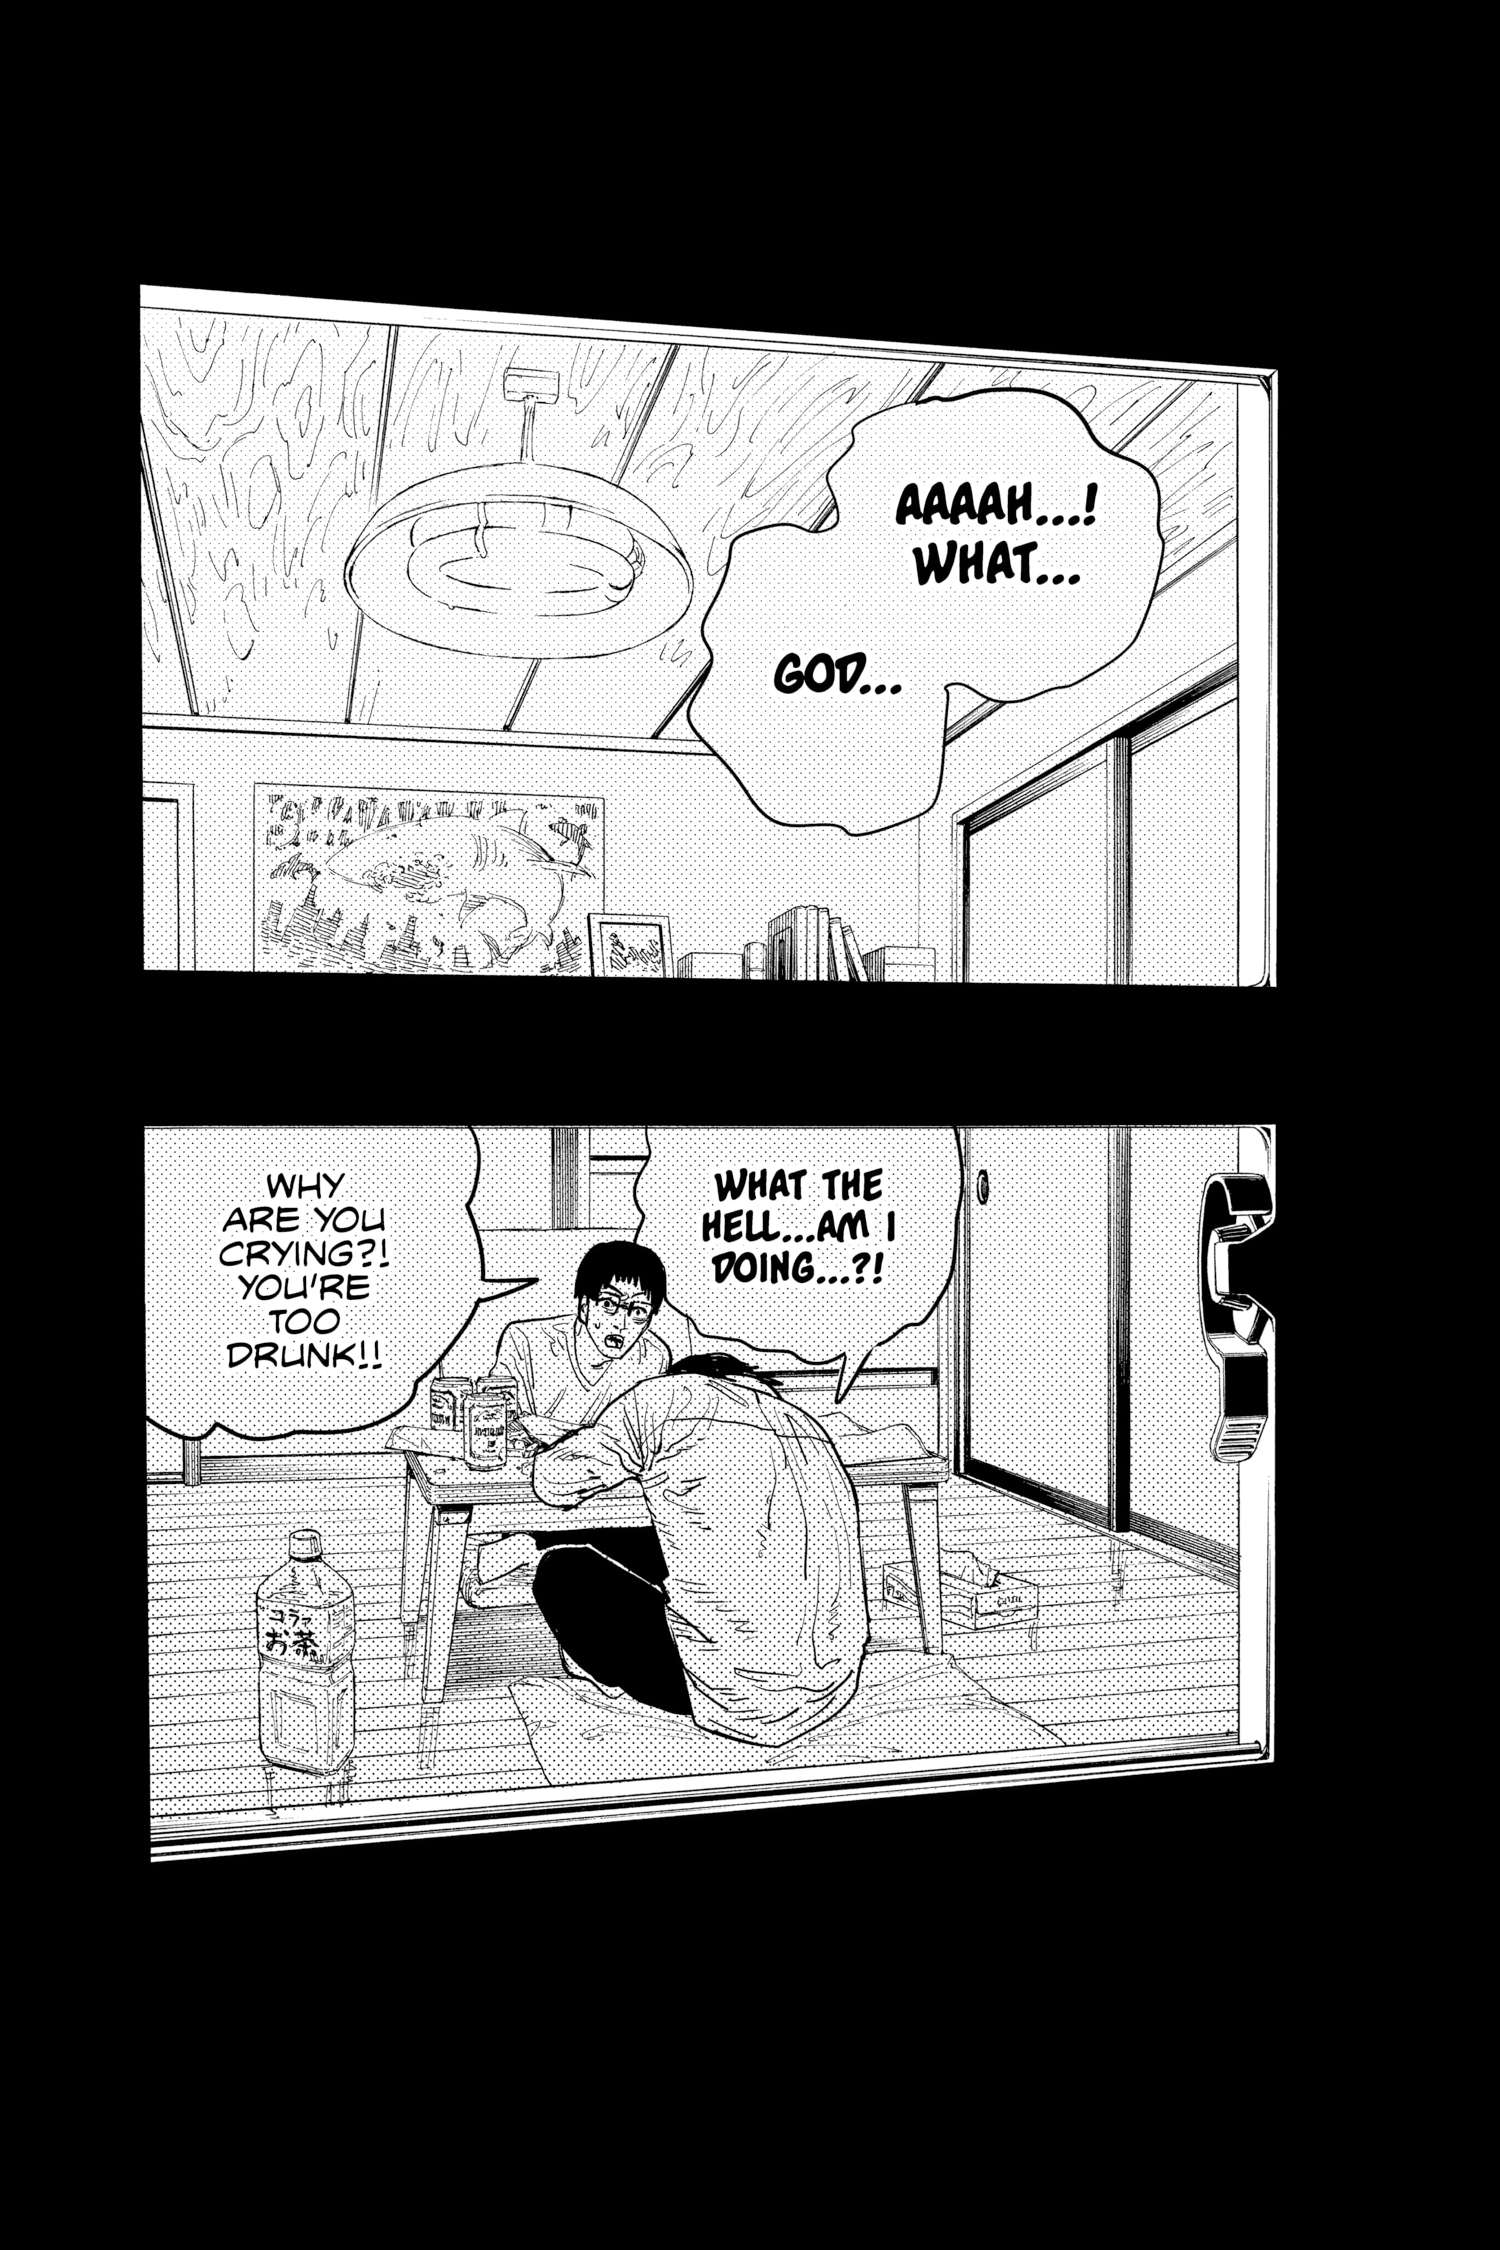 AAAAH...!
WHAT...
GOD...
WHAT THE
HELL...AM I
DOING...?!
WHY
ARE YOU
CRYING?!
YOU'RE
TOO
DRUNK!!
コラァ
お茶